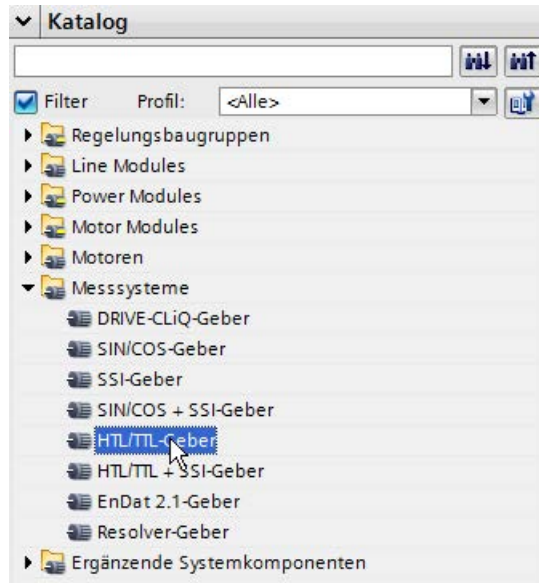 Katalog
Filter Profil: <Alle>
Regelungsbaugruppen
Line Modules
Power Modules
Motor Modules
Motoren
Messsysteme
DRIVE-CLiQ-Geber
SIN/COS-Geber
SSI-Geber
SIN/COS + SSI-Geber
HTL/TTL-Geber
HTL/TTL + SSI-Geber
EnDat 2.1-Geber
Resolver-Geber
Ergänzende Systemkomponenten